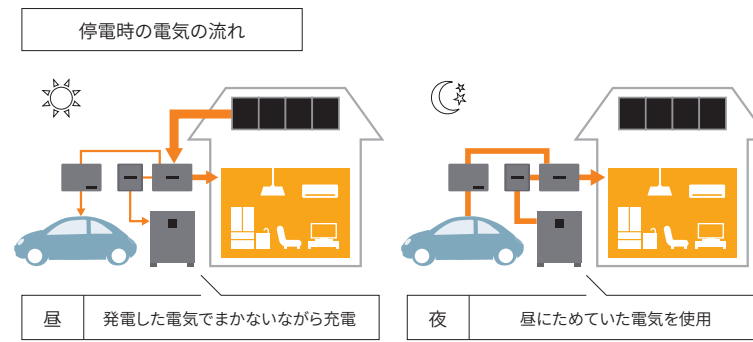 停電時の電気の流れ
昼
発電した電気でまかないながら充電
夜
昼にためていた電気を使用